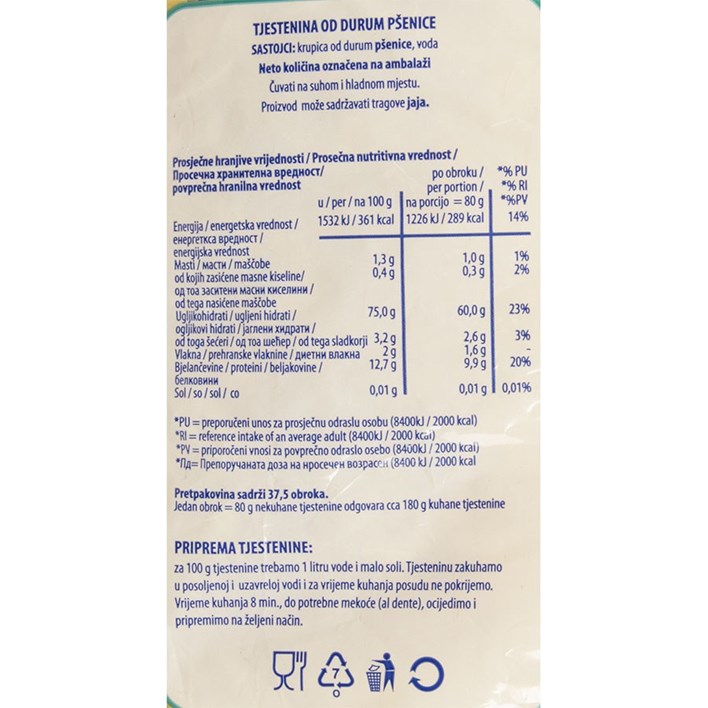 TJESTENINA OD DURUM PŠENICE
SASTOJCI: krupica od durum pšenice, voda
Neto količina označena na ambalaži
Čuvati na suhom i hladnom mjestu.
Proizvod može sadržavati tragove jaja.
Prosječne hranjive vrijednosti / Prosečna nutritivna vrednost /
Просечна хранителна вредност/
povprečna hranilna vrednost
u / per / na 100 g
po obroku /
per portion /
na porcijo = 80 g
*% PU
*% RI
*%PV
Energija / energetska vrednost / 1532 kJ / 361 kcal 1226 kJ / 289 kcal 14%
енергеткса вредност /
energijska vrednost
Masti / масти / maščobe 1,3 g 1,0 g 1%
od kojih zasićene masne kiseline/ 0,4 g 0,3 g 2%
од тоа заситени масни киселини /
od tega nasićene maščobe
Ugljikohidrati / ugljeni hidrati / 75,0 g 60,0 g 23%
ogljikovi hidrati / јаглени хидрати /
od toga šećeri / од тоа шеќер / od tega sladkorji 3,2 g 2,6 g 3%
Vlakna / prehranske vlaknine / диетни влакна 2 g 1,6 g -
Bjelančevine / proteini / beljakovine / 12,7 g 9,9 g 20%
белковини
Sol / so / sol / со 0,01 g 0,01 g 0,01%
*PU = preporučeni unos za prosječnu odraslu osobu (8400kJ / 2000 kcal)
*RI = reference intake of an average adult (8400kJ / 2000 kcal)
*PV = priporočeni vnosi za povprečno odraslo osebo (8400kJ / 2000 kcal)
*Пд= Препоручаната доза на нросечен возрасен (8400 kJ / 2000 kcal
Pretpakovina sadrži 37,5 obroka.
Jedan obrok = 80 g nekuhane tjestenine odgovara cca 180 g kuhane tjestenine
PRIPREMA TJESTENINE:
za 100 g tjestenine trebamo 1 litru vode i malo soli. Tjesteninu zakuhamo
u posoljenoj i uzavreloj vodi i za vrijeme kuhanja posudu ne pokrijemo.
Vrijeme kuhanja 8 min., do potrebne mekoće (al dente), ocijedimo i
pripremimo na željeni način.
7
O